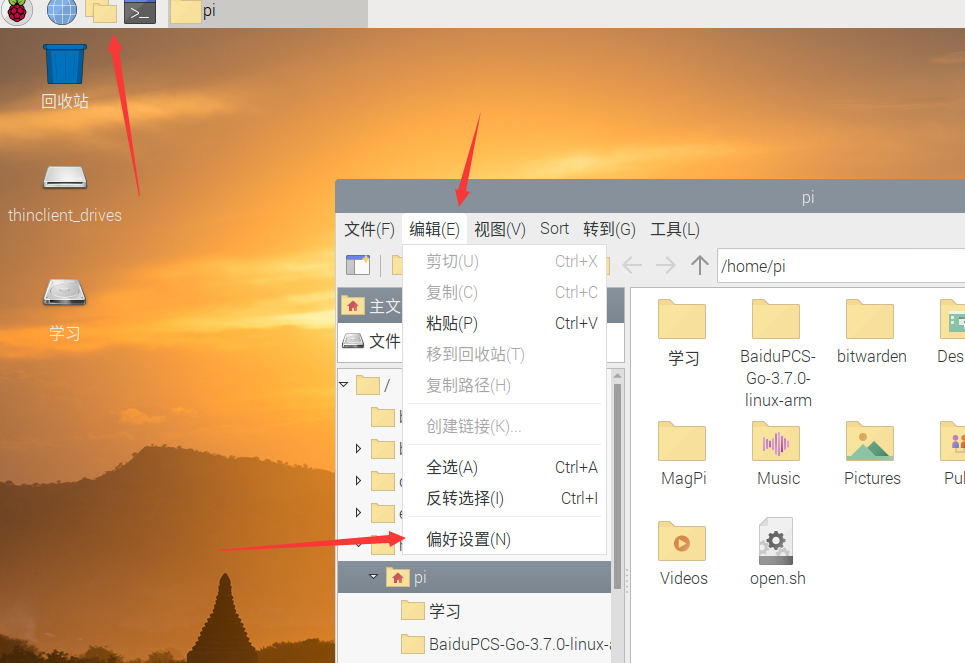 pi
回收站
thinclient_drives
学习
pi
文件(F) 编辑(E) 视图(V) Sort 转到(G) 工具(L)
/home/pi
剪切(U) Ctrl+X
复制(C) Ctrl+C
粘贴(P) Ctrl+V
移到回收站(T)
复制路径(H)
创建链接(K)...
全选(A) Ctrl+A
反转选择(I) Ctrl+I
偏好设置(N)
主文
文件
/
pi
学习
BaiduPCS-Go-3.7.0-linux-
学习
BaiduPCS-
Go-3.7.0-
linux-arm
bitwarden
Des
MagPi
Music
Pictures
Pul
Videos
open.sh